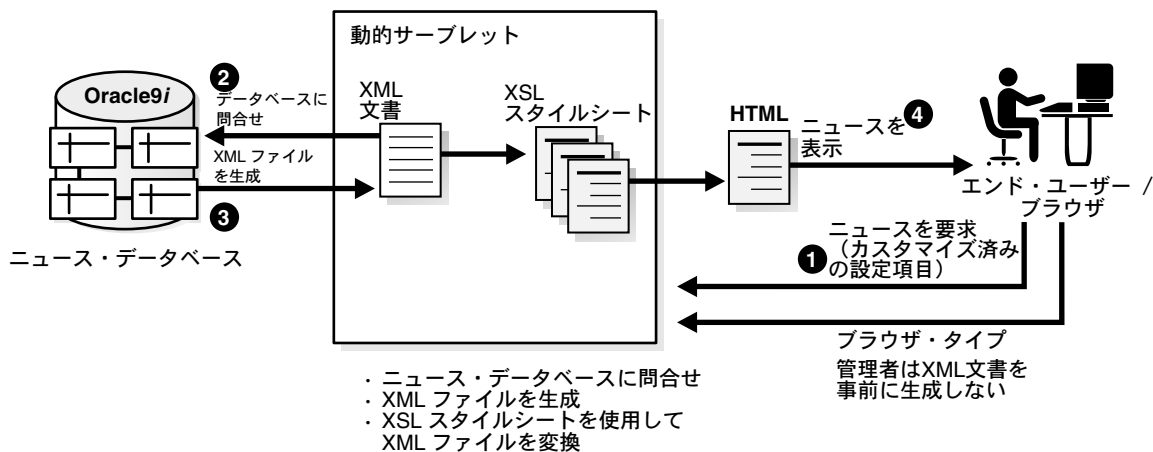 動的サーブレット
Oracle9i
❷
データベースに
問合せ
XML ファイル
を生成
❸
ニュース・データベース
XML
文書
XSL
スタイルシート
HTML
ニュースを❹
表示
エンド・ユーザー /
ブラウザ
ニュースを要求
❶（カスタマイズ済み
の設定項目）
ブラウザ・タイプ
管理者はXML文書を
事前に生成しない
・ニュース・データベースに問合せ
・XML ファイルを生成
・XSL スタイルシートを使用して
XML ファイルを変換